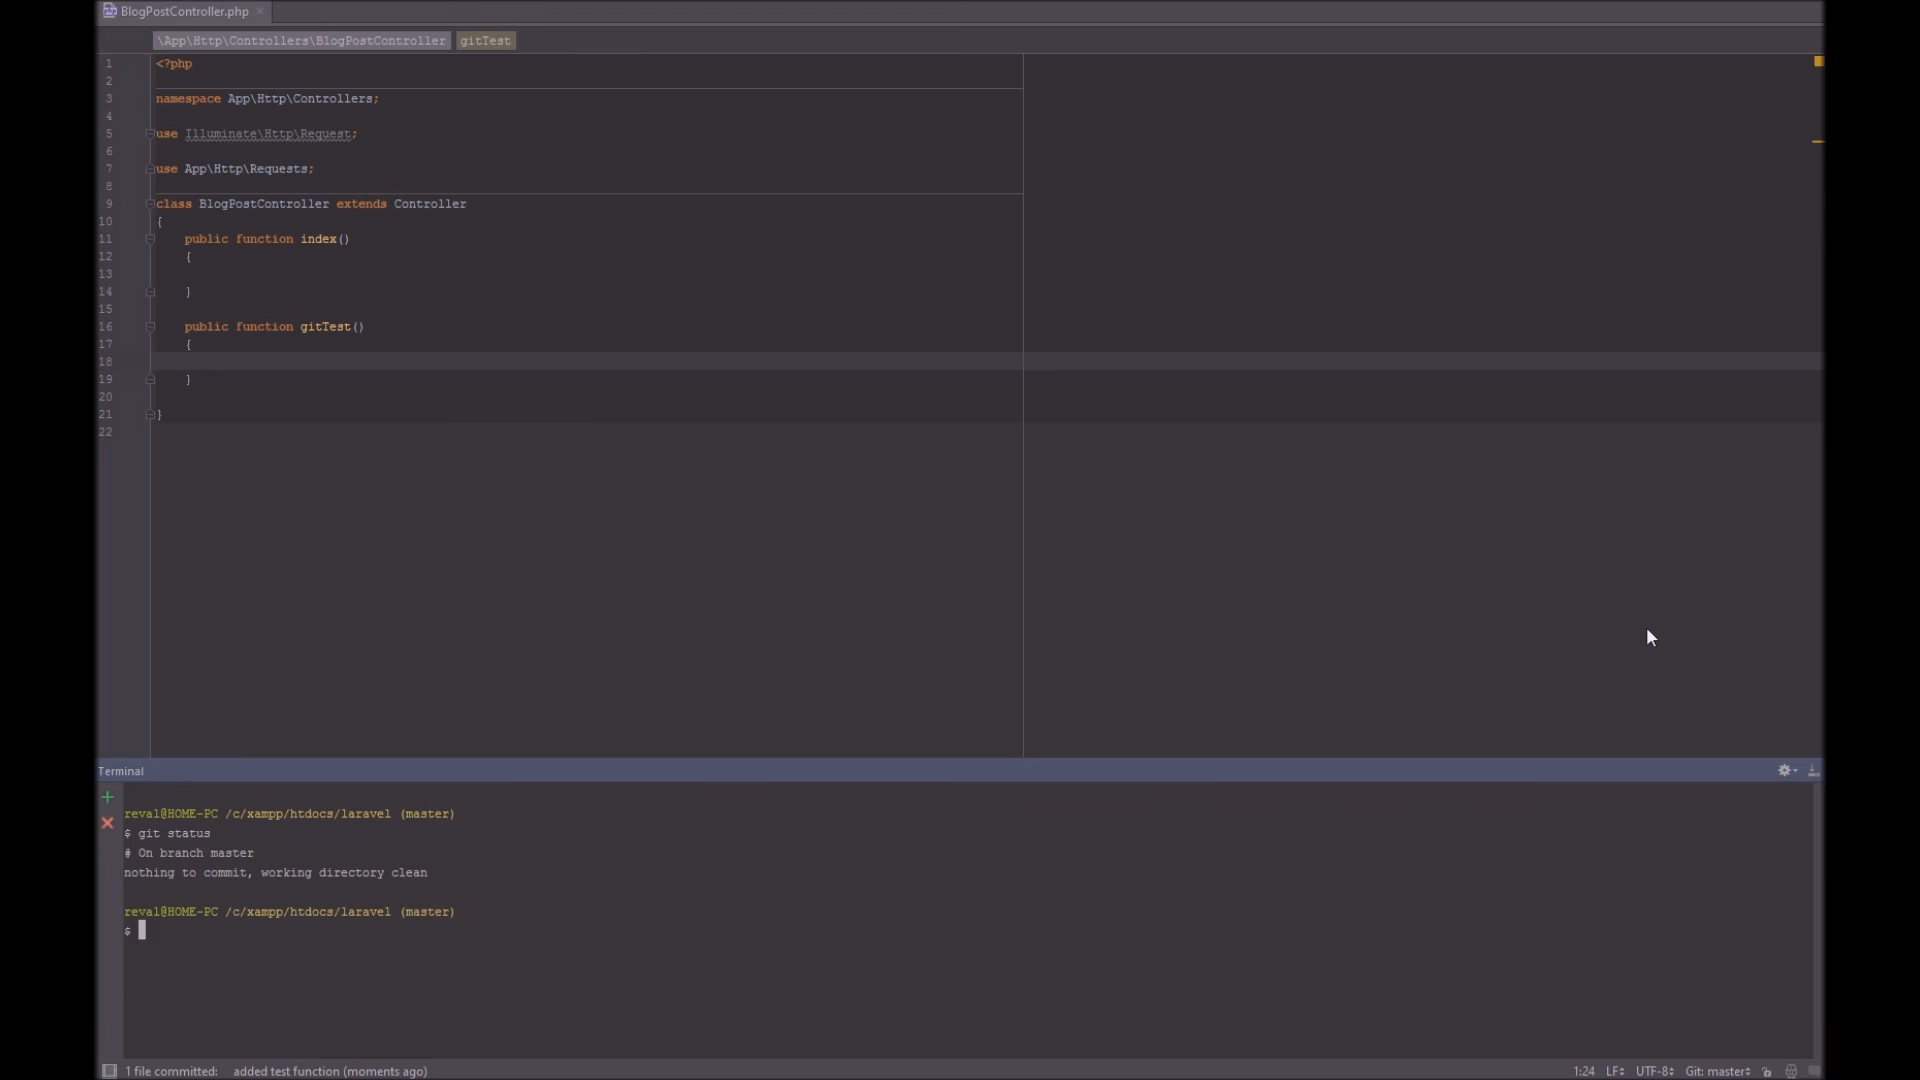 BlogPostController.php
\App\Http\Controllers\BlogPostController gitTest
1 <?php
2
3 namespace App\Http\Controllers;
4
5 use Illuminate\Http\Request;
6
7 use App\Http\Requests;
8
9 class BlogPostController extends Controller
10 {
11 public function index()
12 {
13
14 }
15
16 public function gitTest()
17 {
18
19 }
20
21 }
22
Terminal
reval@HOME-PC /c/xampp/htdocs/laravel (master)
$ git status
# On branch master
nothing to commit, working directory clean
reval@HOME-PC /c/xampp/htdocs/laravel (master)
$
1 file committed: added test function (moments ago) 1:24 LF UTF-8 Git: master